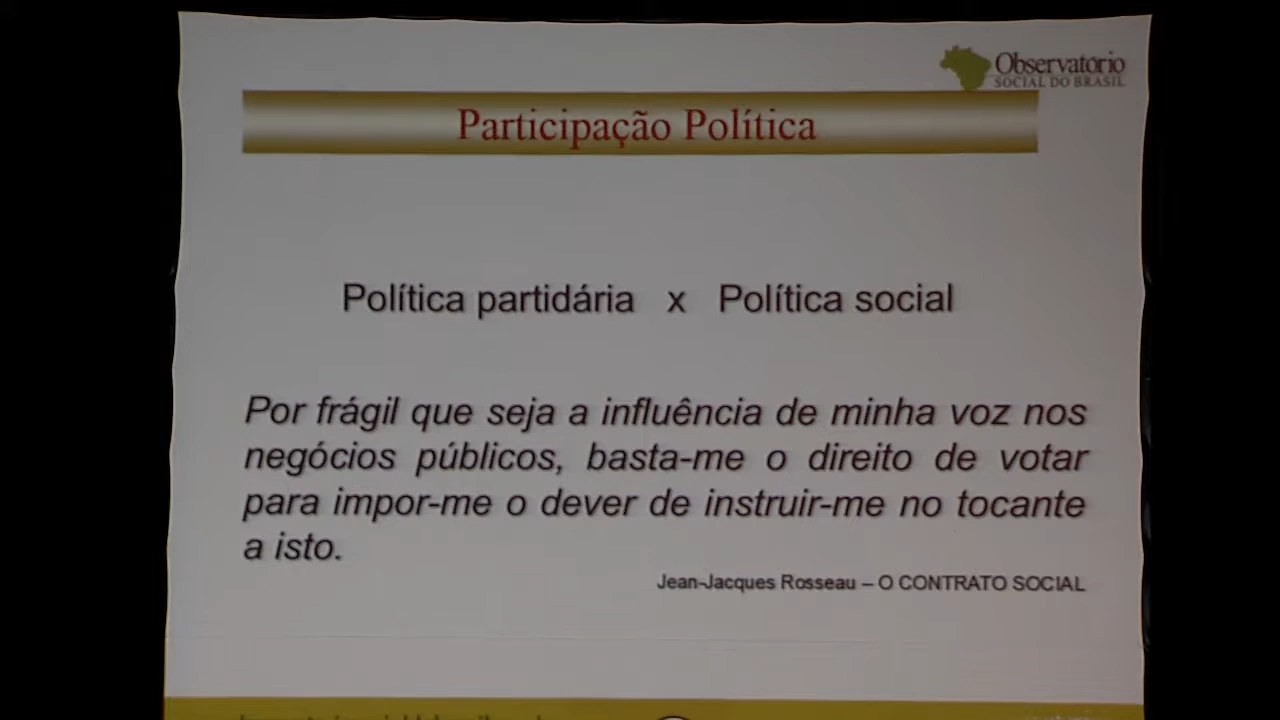 Observatório
SOCIAL DO BRASIL
Participação Política
Política partidária x Política social
Por frágil que seja a influência de minha voz nos
negócios públicos, basta-me o direito de votar
para impor-me o dever de instruir-me no tocante
a isto.
Jean-Jacques Rosseau – O CONTRATO SOCIAL